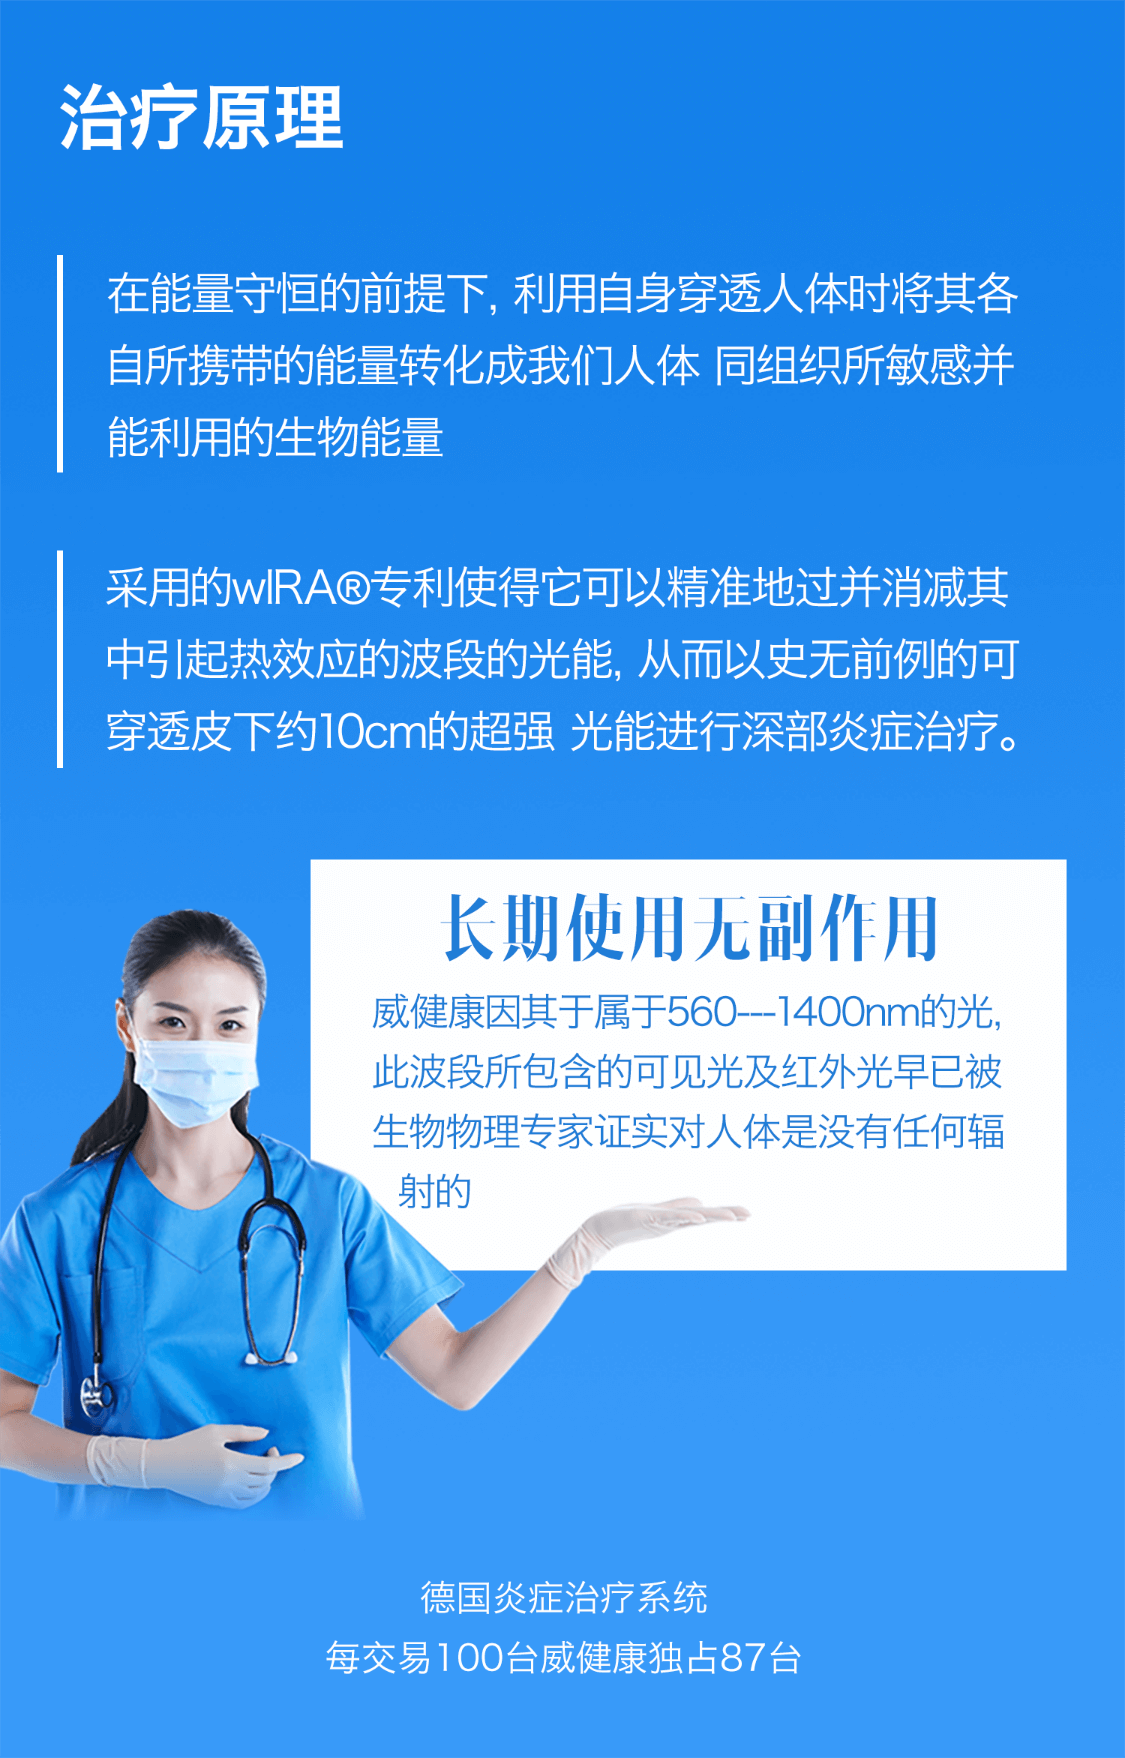 治疗原理
在能量守恒的前提下, 利用自身穿透人体时将其各
自所携带的能量转化成我们人体 同组织所敏感并
能利用的生物能量
采用的wIRA®专利使得它可以精准地过并消减其
中引起热效应的波段的光能, 从而以史无前例的可
穿透皮下约10cm的超强 光能进行深部炎症治疗。
长期使用无副作用
威健康因其于属于560---1400nm的光,
此波段所包含的可见光及红外光早已被
生物物理专家证实对人体是没有任何辐
射的
德国炎症治疗系统
每交易100台威健康独占87台